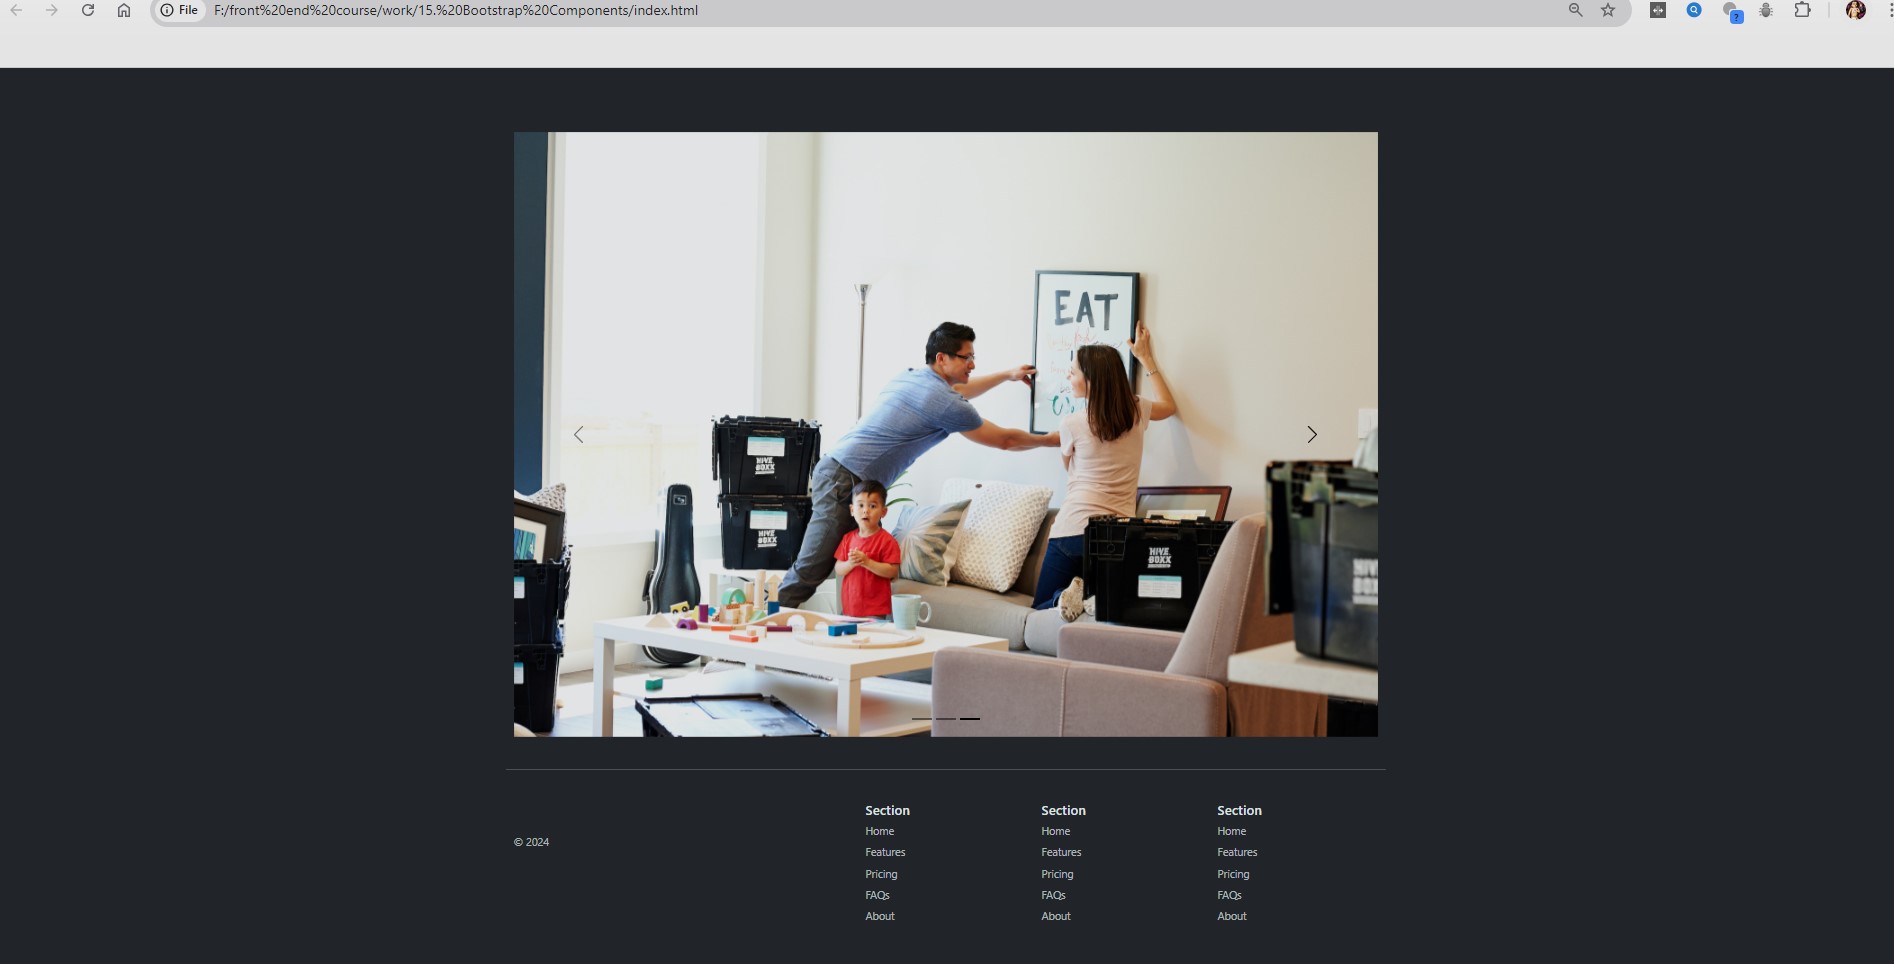 File
F:/front%20end%20course/work/15.%20Bootstrap%20Components/index.html
?
EAT
HIVE
BOXX
HIVE
BOXX
HIVE
BOXX
© 2024
Section
Home
Features
Pricing
FAQs
About
Section
Home
Features
Pricing
FAQs
About
Section
Home
Features
Pricing
FAQs
About